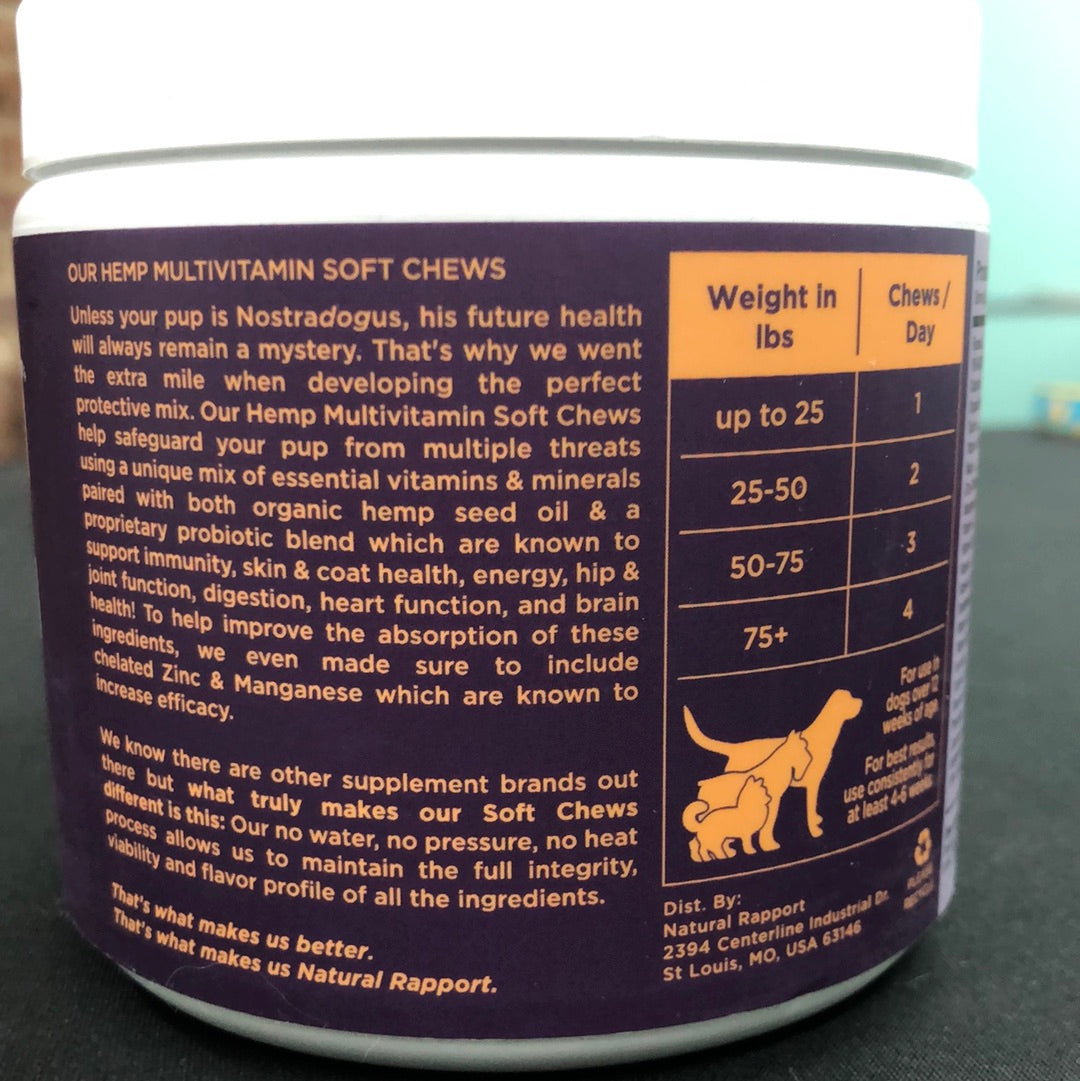 OUR HEMP MULTIVITAMIN SOFT CHEWS
Unless your pup is Nostradogus, his future health
will always remain a mystery. That's why we went
the extra mile when developing the perfect
protective mix. Our Hemp Multivitamin Soft Chews
help safeguard your pup from multiple threats
using a unique mix of essential vitamins & minerals
paired with both organic hemp seed oil & a
proprietary probiotic blend which are known to
support immunity, skin & coat health, energy, hip &
joint function, digestion, heart function, and brain
health! To help improve the absorption of these
ingredients, we even made sure to include
chelated Zinc & Manganese which are known to
increase efficacy.
We know there are other supplement brands out
there but what truly makes our Soft Chews
different is this: Our no water, no pressure, no heat
process allows us to maintain the full integrity,
viability and flavor profile of all the ingredients.
That's what makes us better.
That's what makes us Natural Rapport.
Weight in
lbs
Chews/
Day
up to 25
1
25-50
2
50-75
3
75+
4
For use in
dogs over 12
weeks of age.
For best results,
use consistently for
at least 4-6 weeks.
PLEASE
RECYCLE
Dist. By:
Natural Rapport
2394 Centerline Industrial Dr.
St Louis, MO, USA 63146